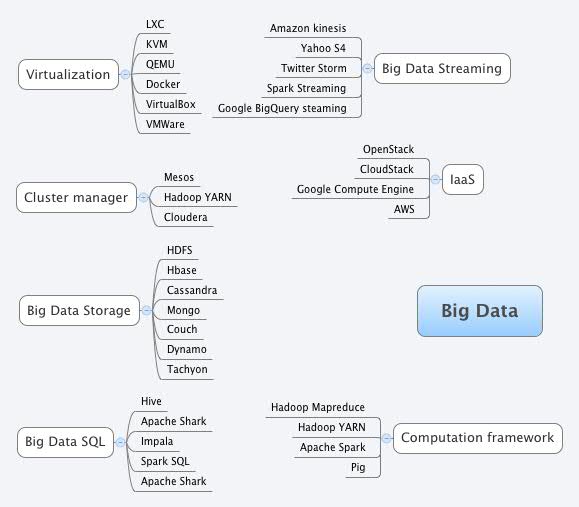 Virtualization
LXC
KVM
QEMU
Docker
VirtualBox
VMWare
Amazon kinesis
Yahoo S4
Twitter Storm
Spark Streaming
Google BigQuery steaming
Big Data Streaming
Cluster manager
Mesos
Hadoop YARN
Cloudera
OpenStack
CloudStack
Google Compute Engine
AWS
IaaS
Big Data Storage
HDFS
Hbase
Cassandra
Mongo
Couch
Dynamo
Tachyon
Big Data
Big Data SQL
Hive
Apache Shark
Impala
Spark SQL
Apache Shark
Hadoop Mapreduce
Hadoop YARN
Apache Spark
Pig
Computation framework